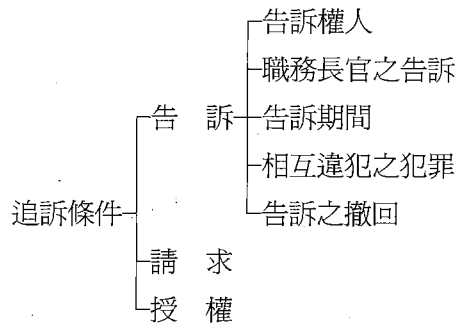 追訴條件
告訴
告訴權人
職務長官之告訴
告訴期間
相互違犯之犯罪
告訴之撤回
請求
授權